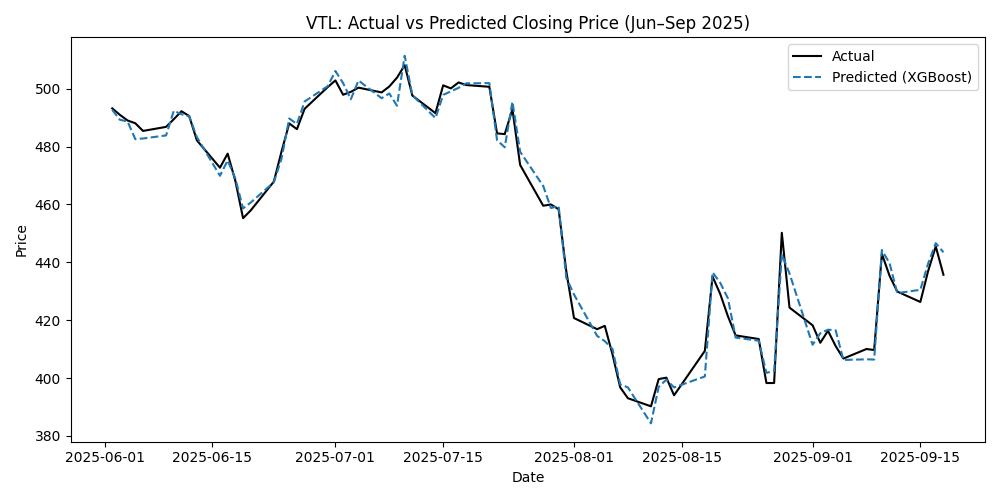 VTL: Actual vs Predicted Closing Price (Jun–Sep 2025)
Actual
Predicted (XGBoost)
Price
500
480
460
440
420
400
380
2025-06-01 2025-06-15 2025-07-01 2025-07-15 2025-08-01 2025-08-15 2025-09-01 2025-09-15
Date